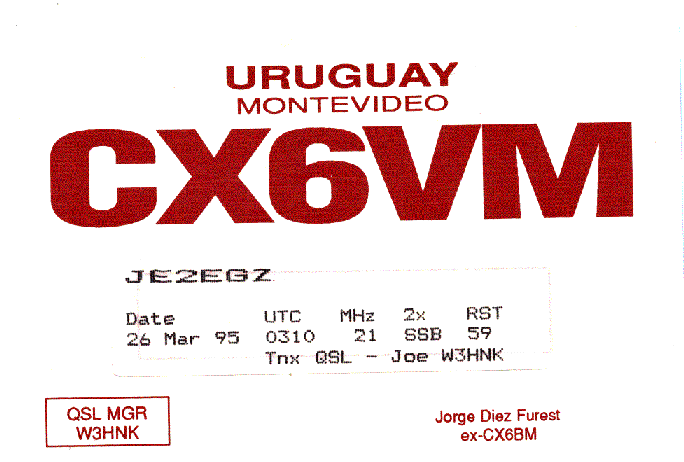 URUGUAY
MONTEVIDEO
CX6VM
JE2EGZ
Date UTC MHz 2x RST
26 Mar 95 0310 21 SSB 59
Tnx QSL - Joe W3HNK
QSL MGR
W3HNK
Jorge Diez Furest
ex-CX6BM